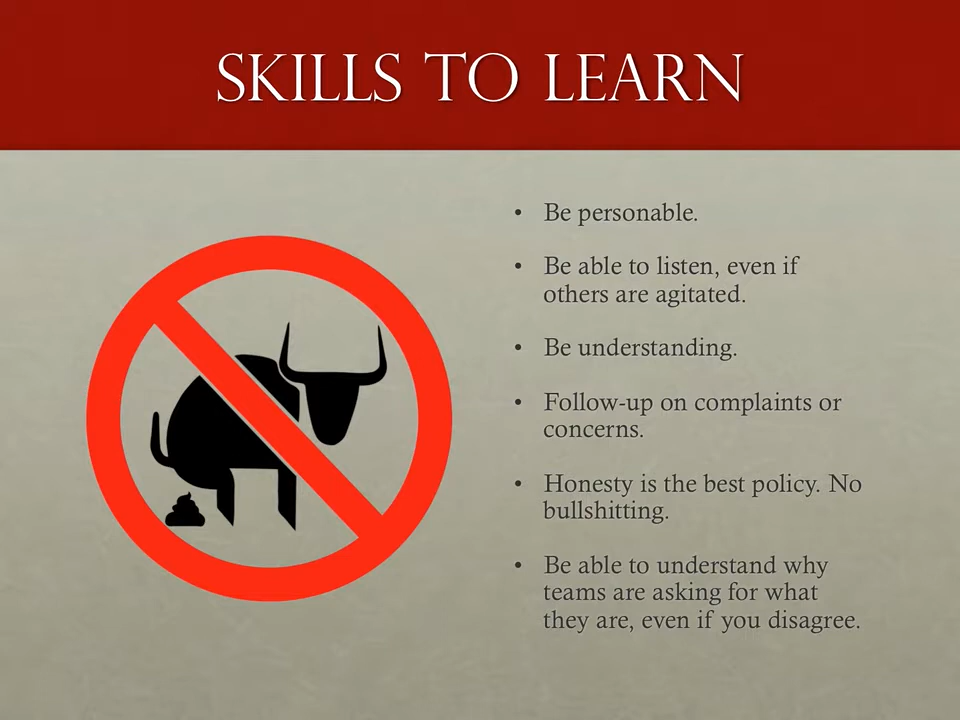 SKILLS TO LEARN
• Be personable.
• Be able to listen, even if
others are agitated.
• Be understanding.
• Follow-up on complaints or
concerns.
• Honesty is the best policy. No
bullshitting.
• Be able to understand why
teams are asking for what
they are, even if you disagree.